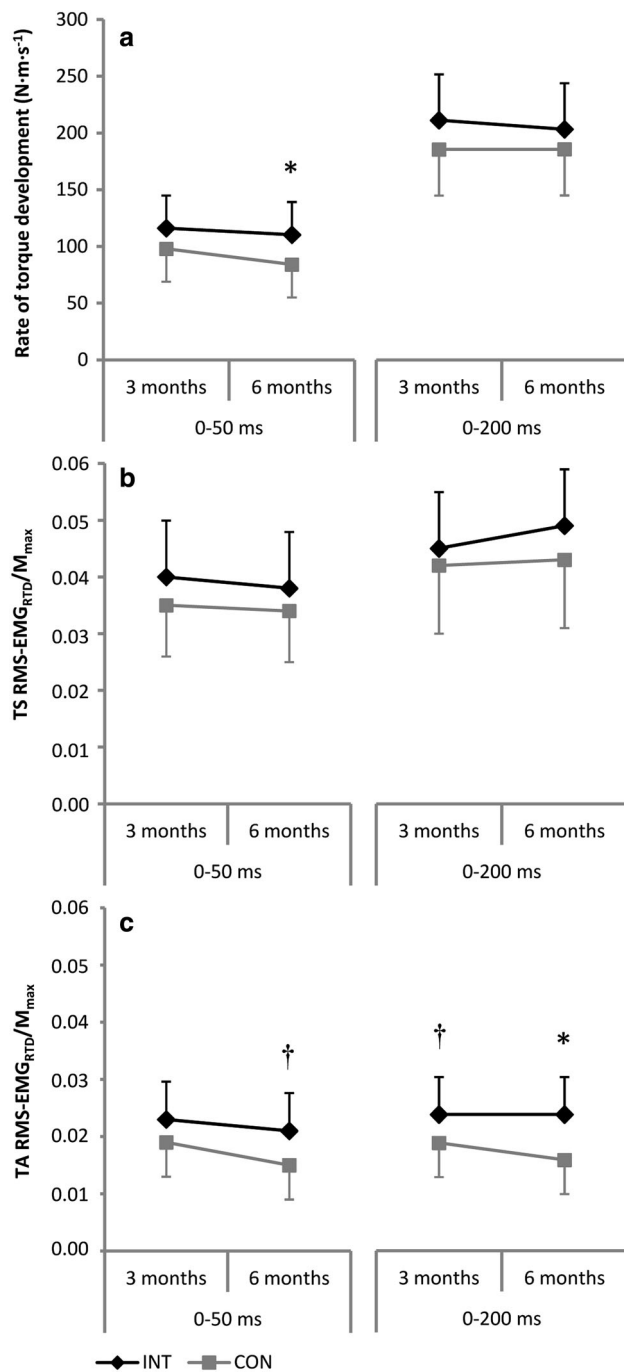 a
Rate of torque development (N·m·s⁻¹)
300
250
200
150
100
50
0
*
3 months 6 months 3 months 6 months
0-50 ms 0-200 ms
b
TS RMS-EMG_RTD/M_max
0.06
0.05
0.04
0.03
0.02
0.01
0.00
3 months 6 months 3 months 6 months
0-50 ms 0-200 ms
c
TA RMS-EMG_RTD/M_max
0.06
0.05
0.04
0.03
0.02
0.01
0.00
† † *
3 months 6 months 3 months 6 months
0-50 ms 0-200 ms
INT CON